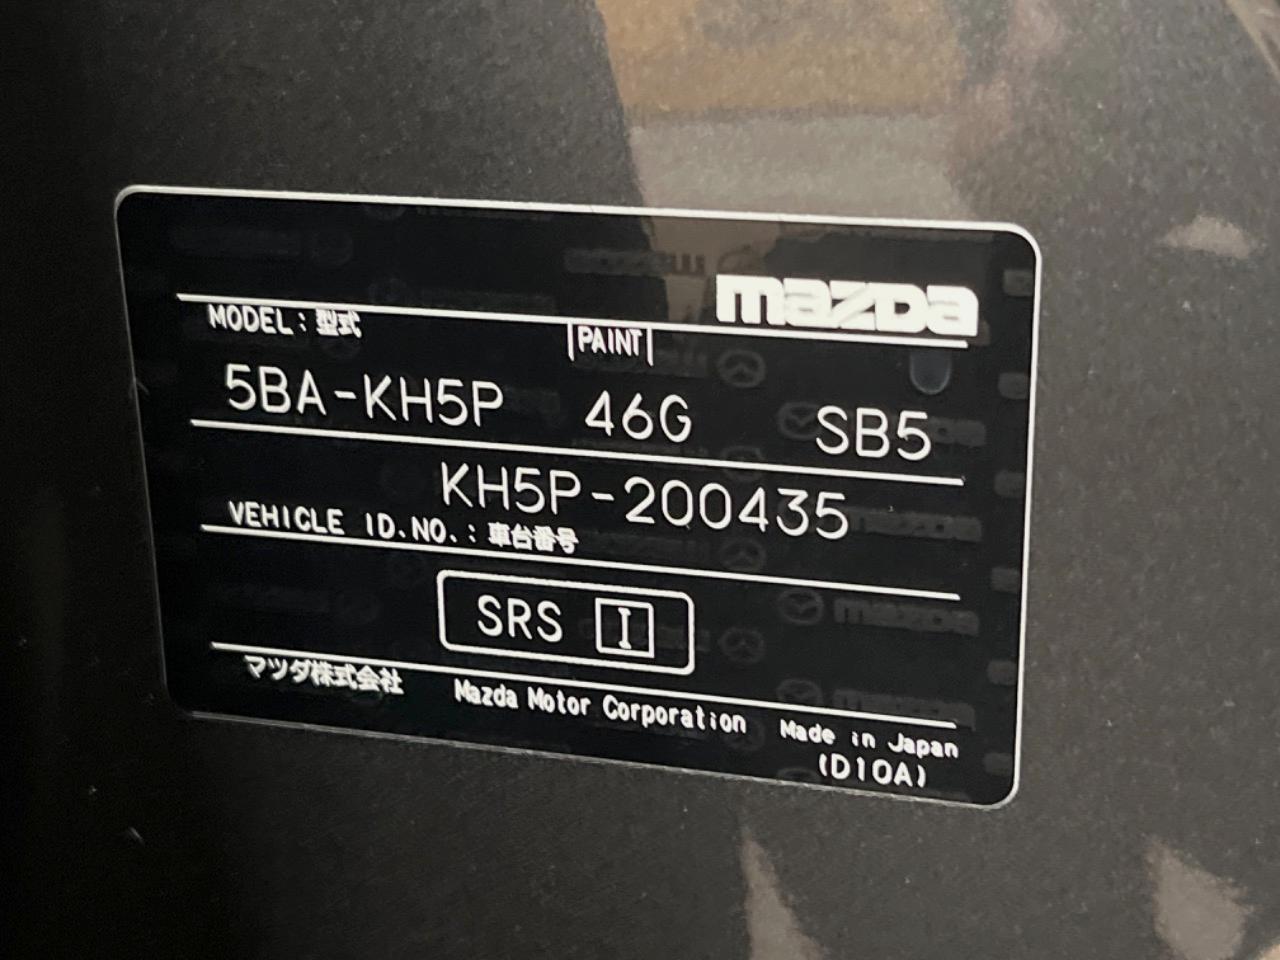 mazda
MODEL：型式
PAINT
5BA-KH5P 46G SB5
KH5P-200435
VEHICLE ID.NO.：車台番号
SRS I
マツダ株式会社 Mazda Motor Corporation Made in Japan
(D10A)